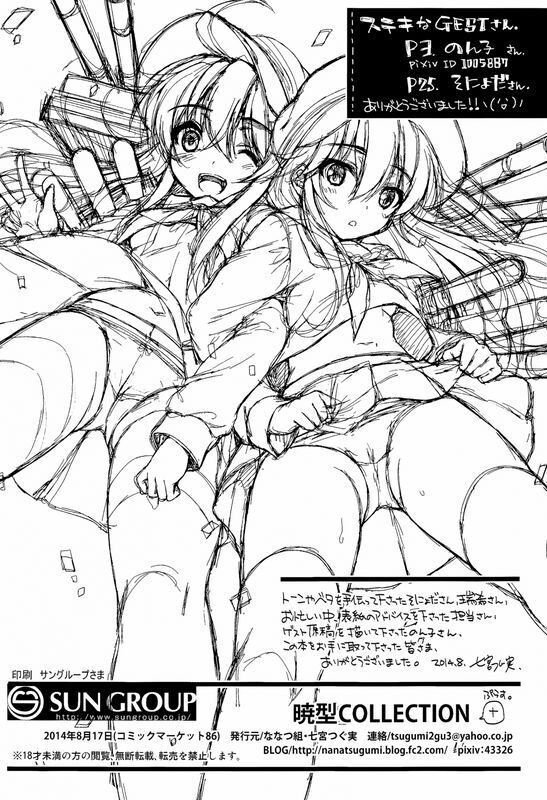 ステキなGESTさん。
P3. のん子 さん。
PiXiV ID 1005887
P25. そにょださん。
ありがとうございました!!ヽ('ο')ﾉ
トーンやベタを手伝って下さったそにょださん、瑞希さん、
お忙しい中、表紙のアドバイスを下さった担当さん、
ゲスト原稿を描いて下さったのん子さん、
この本をお手に取って下さった皆さま、
ありがとうございました。 2014.8. 七宮つぐ実.
印刷 サングループさま
SUN GROUP
http://www.sungroup.co.jp/
暁型COLLECTION
ぷらす。
2014年8月17日(コミックマーケット86) 発行元/ななつ組・七宮つぐ実 連絡/tsugumi2gu3@yahoo.co.jp
※18才未満の方の閲覧、無断転載、転売を禁止します。
BLOG/http://nanatsugumi.blog.fc2.com/ pixiv:43326